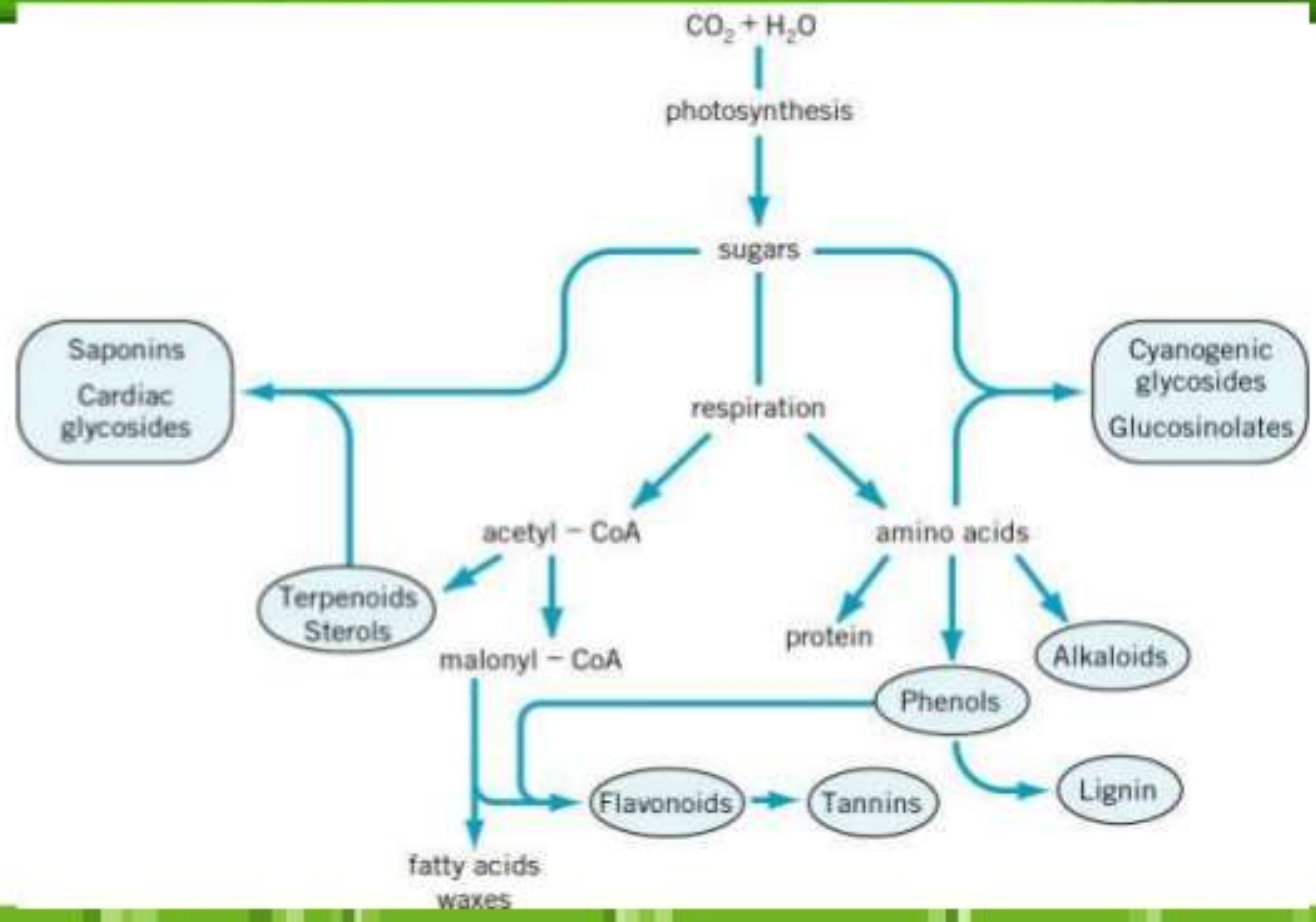 CO₂ + H₂O
photosynthesis
sugars
Saponins
Cardiac
glycosides
Cyanogenic
glycosides
Glucosinolates
respiration
acetyl – CoA
amino acids
Terpenoids
Sterols
protein
malonyl – CoA
Alkaloids
Phenols
Flavonoids
Tannins
Lignin
fatty acids
waxes